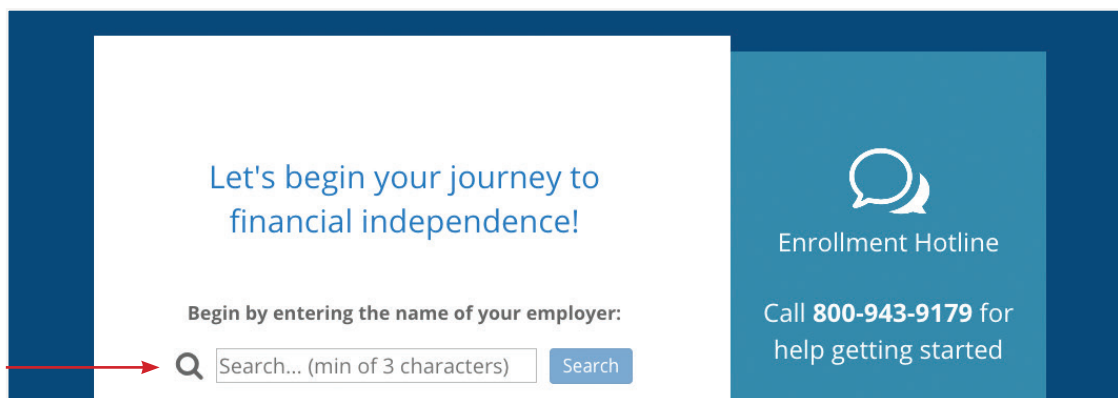 Let's begin your journey to
financial independence!
Begin by entering the name of your employer:
Search... (min of 3 characters)
Search
Enrollment Hotline
Call 800-943-9179 for
help getting started